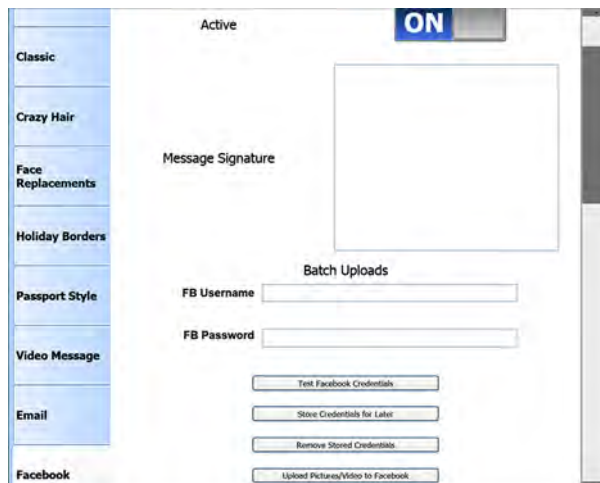 Active
ON
Classic
Crazy Hair
Message Signature
Face
Replacements
Holiday Borders
Batch Uploads
Passport Style
FB Username
FB Password
Video Message
Test Facebook Credentials
Email
Store Credentials for Later
Remove Stored Credentials
Facebook
Upload Pictures/Video to Facebook